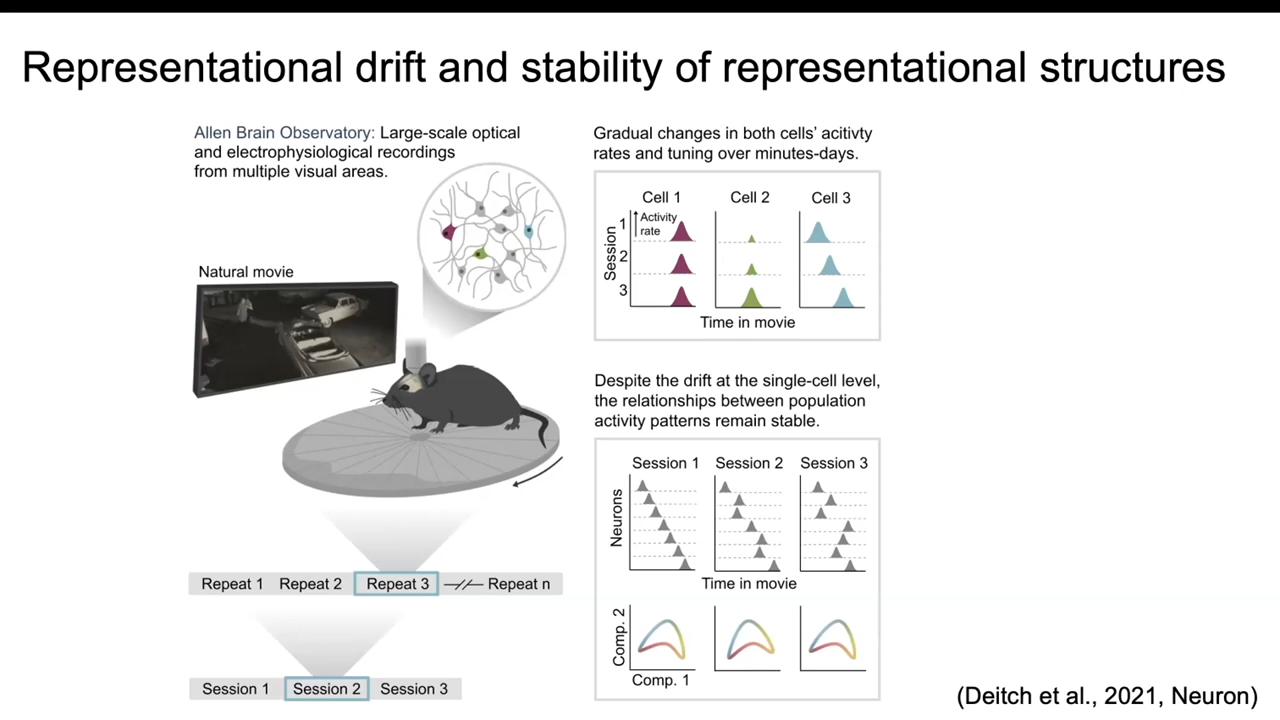 Representational drift and stability of representational structures
Allen Brain Observatory: Large-scale optical
and electrophysiological recordings
from multiple visual areas.
Natural movie
Repeat 1 Repeat 2 Repeat 3 Repeat n
Session 1 Session 2 Session 3
Gradual changes in both cells’ acitivty
rates and tuning over minutes-days.
Cell 1 Cell 2 Cell 3
Activity
rate
Session
1
2
3
Time in movie
Despite the drift at the single-cell level,
the relationships between population
activity patterns remain stable.
Session 1 Session 2 Session 3
Neurons
Time in movie
Comp. 2
Comp. 1
(Deitch et al., 2021, Neuron)